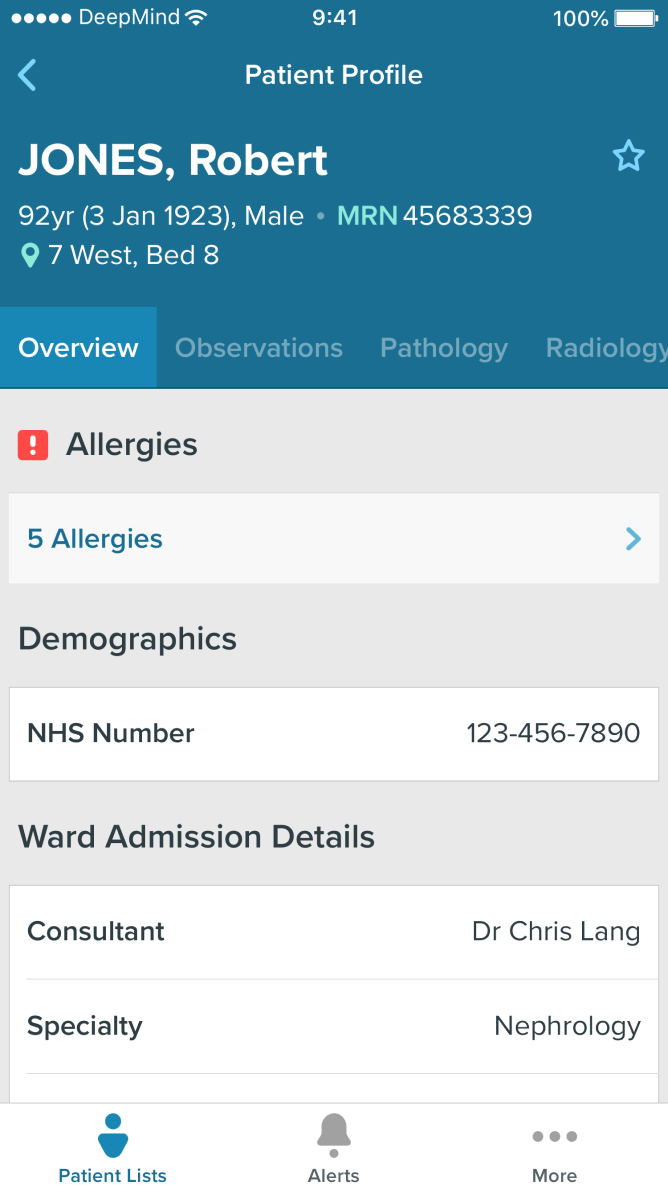 DeepMind 9:41 100%
Patient Profile
JONES, Robert
92yr (3 Jan 1923), Male • MRN 45683339
7 West, Bed 8
Overview Observations Pathology Radiology
! Allergies
5 Allergies
Demographics
NHS Number 123-456-7890
Ward Admission Details
Consultant Dr Chris Lang
Specialty Nephrology
Patient Lists Alerts More